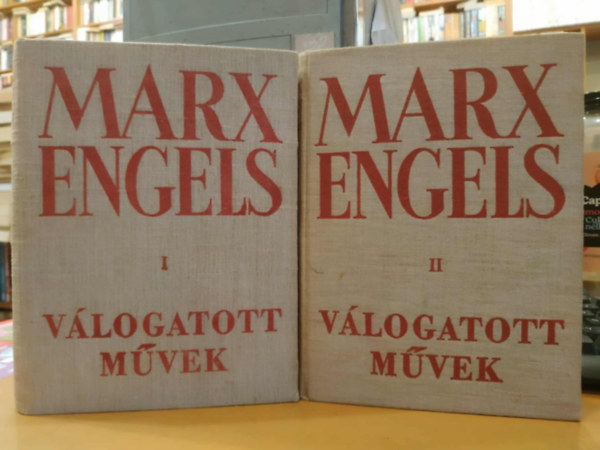 MARX
ENGELS
I
VÁLOGATOTT
MŰVEK
MARX
ENGELS
II
VÁLOGATOTT
MŰVEK